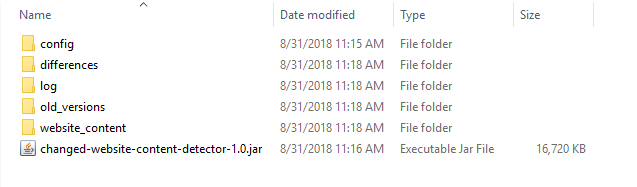 Name Date modified Type Size
config 8/31/2018 11:15 AM File folder
differences 8/31/2018 11:18 AM File folder
log 8/31/2018 11:18 AM File folder
old_versions 8/31/2018 11:18 AM File folder
website_content 8/31/2018 11:18 AM File folder
changed-website-content-detector-1.0.jar 8/31/2018 11:16 AM Executable Jar File 16,720 KB